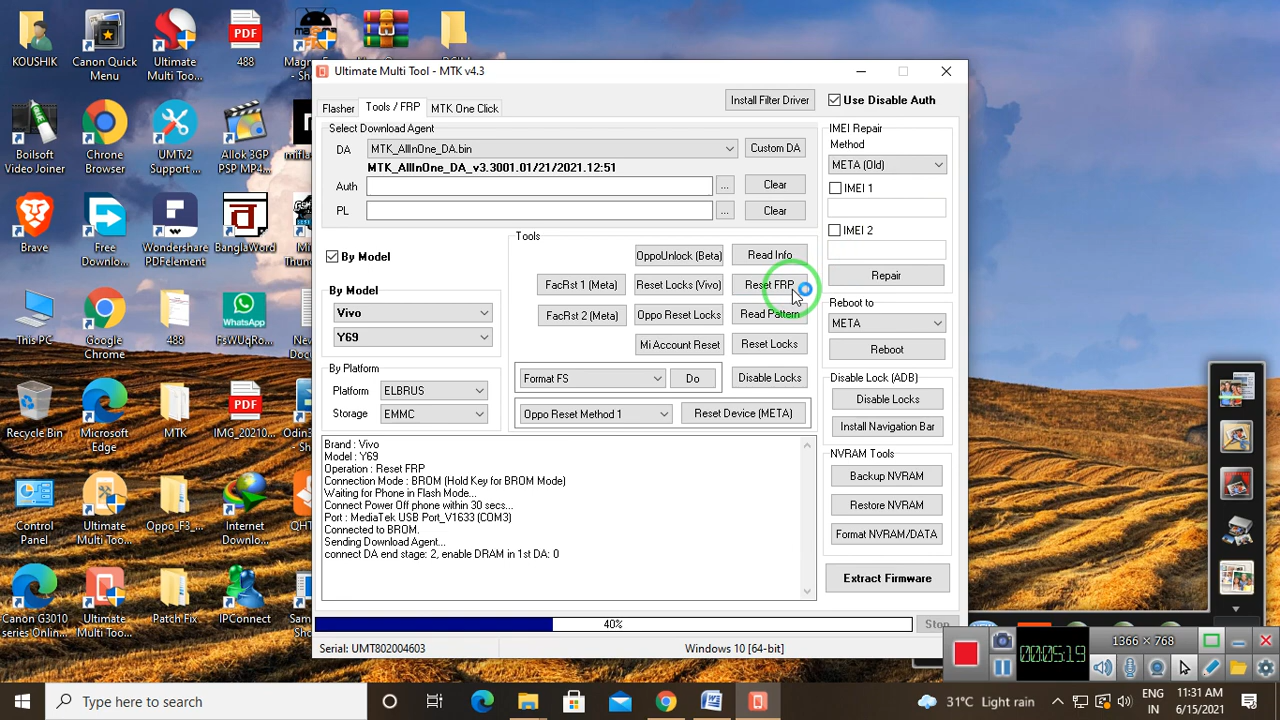 KOUSHIK
Canon Quick
Menu
Ultimate
Multi Tool...
PDF
488
Ultimate Multi Tool - MTK v4.3
Flasher
Tools / FRP
MTK One Click
Install Filter Driver
Use Disable Auth
Select Download Agent
DA
MTK_AllInOne_DA.bin
Custom DA
MTK_AllInOne_DA_v3.3001.01/21/2021.12:51
Auth
...
Clear
PL
...
Clear
IMEI Repair
Method
META (Old)
IMEI 1
IMEI 2
Repair
By Model
By Model
Vivo
Y69
By Platform
Platform
ELBRUS
Storage
EMMC
Tools
OppoUnlock (Beta)
Read Info
FacRst 1 (Meta)
Reset Locks (Vivo)
Reset FRP
FacRst 2 (Meta)
Oppo Reset Locks
Read Pattern
Mi Account Reset
Reset Locks
Format FS
Do
Disable Locks
Oppo Reset Method 1
Reset Device (META)
Reboot to
META
Reboot
Disable Lock (ADB)
Disable Locks
Install Navigation Bar
NVRAM Tools
Backup NVRAM
Restore NVRAM
Format NVRAM/DATA
Extract Firmware
Brand : Vivo
Model : Y69
Operation : Reset FRP
Connection Mode : BROM (Hold Key for BROM Mode)
Waiting for Phone in Flash Mode...
Connect Power Off phone within 30 secs...
Port : MediaTek USB Port_V1633 (COM3)
Connected to BROM.
Sending Download Agent...
connect DA end stage: 2, enable DRAM in 1st DA: 0
40%
Stop
Serial: UMT802004603
Windows 10 [64-bit]
Boilsoft
Video Joiner
Chrome
Browser
UMTv2
Support ...
Allok 3GP
PSP MP4...
Brave
Free
Downlo...
Wondershare
PDFelement
BanglaWord
This PC
Google
Chrome
488
WhatsApp
FsWUqRo...
Recycle Bin
Microsoft
Edge
MTK
PDF
IMG_20210...
Control
Panel
Ultimate
Multi Tool...
Oppo_F3_...
Internet
Downlo...
Canon G3010
series Onlin...
Ultimate
Multi Tool...
Patch Fix
IPConnect
1366 × 768
00:05:19
Type here to search
31°C Light rain
ENG
IN
11:31 AM
6/15/2021